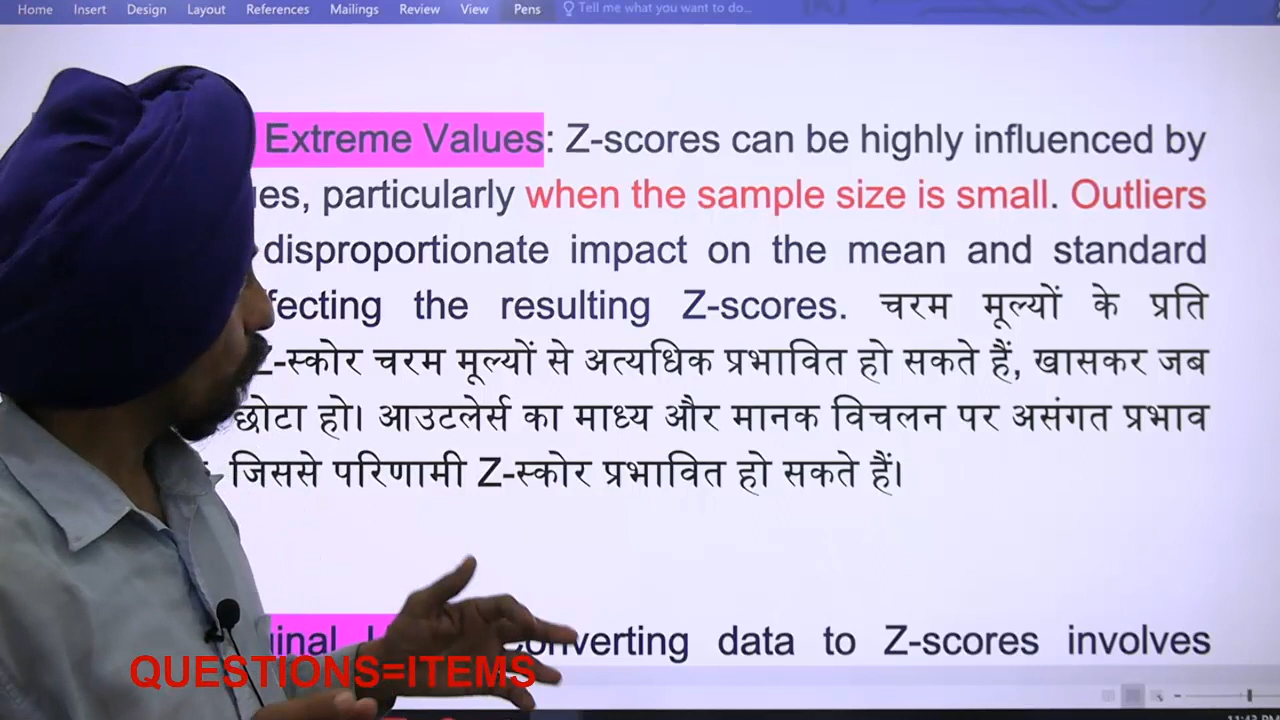 Home Insert Design Layout References Mailings Review View Pens Tell me what you want to do...
Extreme Values: Z-scores can be highly influenced by
particularly when the sample size is small. Outliers
disproportionate impact on the mean and standard
the resulting Z-scores. चरम मूल्यों के प्रति
Z-स्कोर चरम मूल्यों से अत्यधिक प्रभावित हो सकते हैं, खासकर जब
छोटा हो। आउटलेर्स का माध्य और मानक विचलन पर असंगत प्रभाव
जिससे परिणामी Z-स्कोर प्रभावित हो सकते हैं।
data to Z-scores involves
QUESTIONS=ITEMS